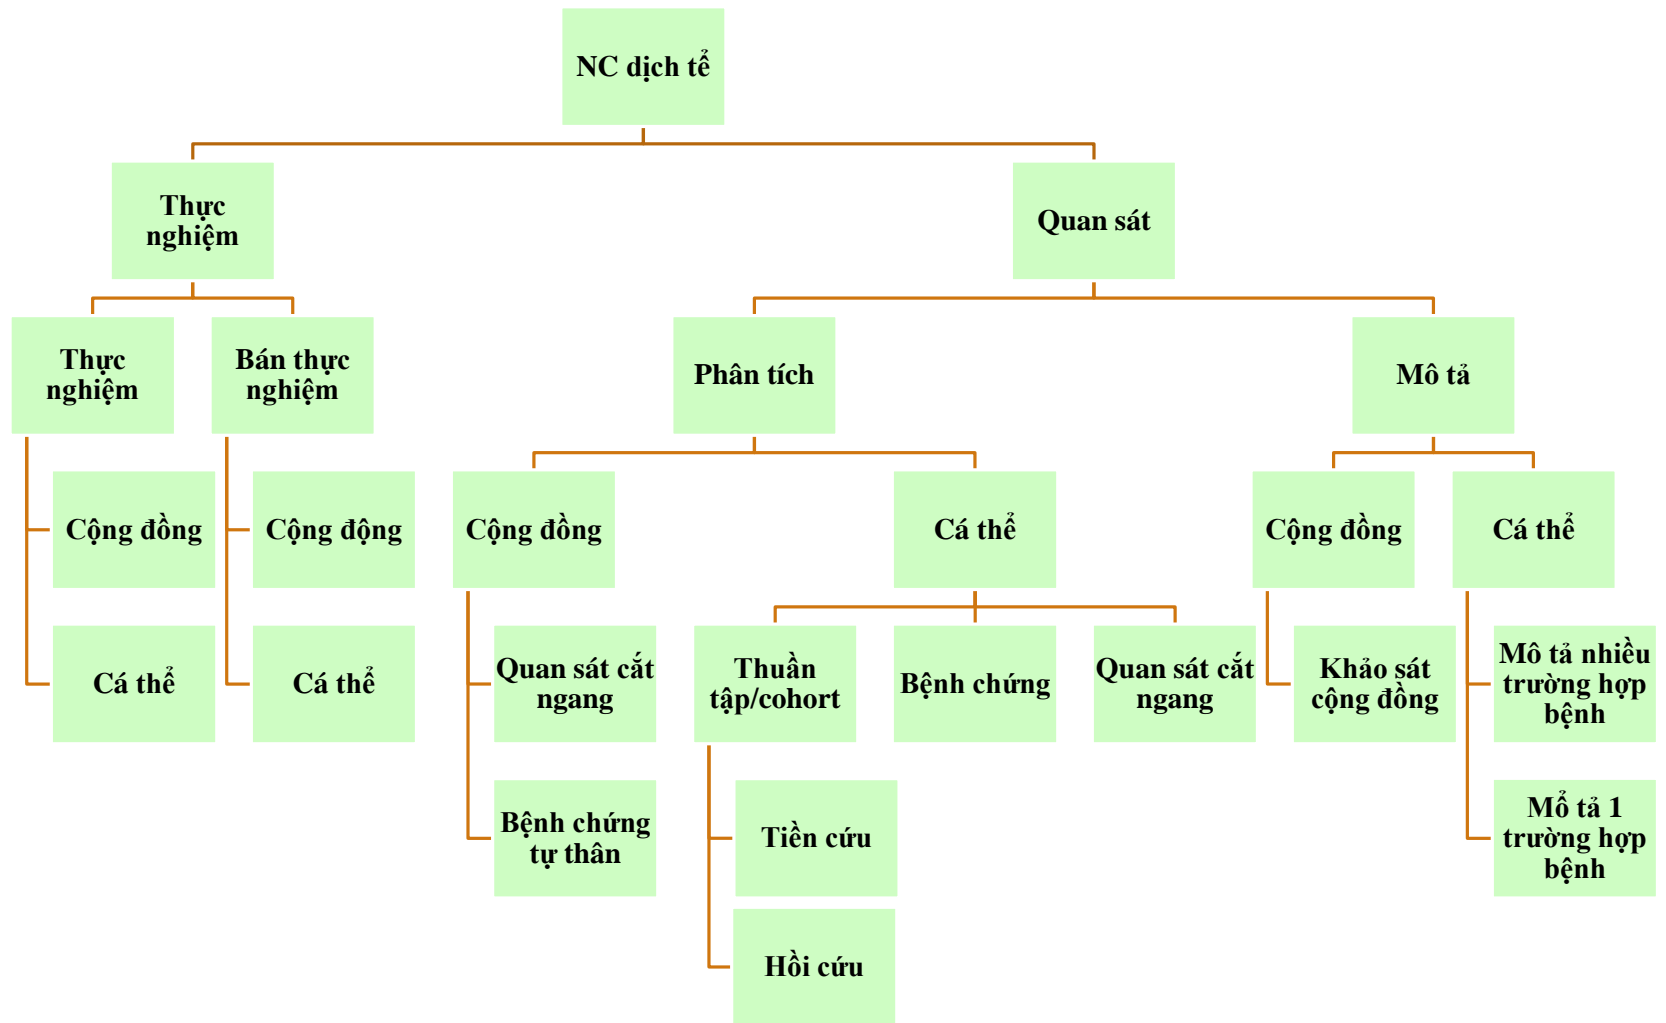 NC dịch tể
Thực
nghiệm
Quan sát
Thực
nghiệm
Bán thực
nghiệm
Phân tích
Mô tả
Cộng đồng
Cộng động
Cộng đồng
Cá thể
Cộng đồng
Cá thể
Cá thể
Cá thể
Quan sát cắt
ngang
Thuần
tập/cohort
Bệnh chứng
Quan sát cắt
ngang
Khảo sát
cộng đồng
Mô tả nhiều
trường hợp
bệnh
Bệnh chứng
tự thân
Tiền cứu
Mổ tả 1
trường hợp
bệnh
Hồi cứu